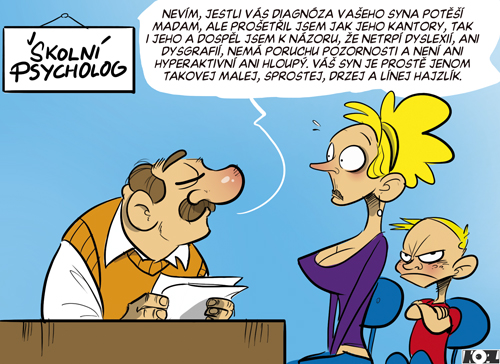 ŠKOLNÍ
PSYCHOLOG
NEVÍM, JESTLI VÁS DIAGNÓZA VAŠEHO SYNA POTĚŠÍ
MADAM, ALE PROŠETŘIL JSEM JAK JEHO KANTORY, TAK
I JEHO A DOSPĚL JSEM K NÁZORU, ŽE NETRPÍ DYSLEXIÍ, ANI
DYSGRAFIÍ, NEMÁ PORUCHU POZORNOSTI A NENÍ ANI
HYPERAKTIVNÍ ANI HLOUPÝ. VÁŠ SYN JE PROSTĚ JENOM
TAKOVEJ MALEJ, SPROSTEJ, DRZEJ A LÍNEJ HAJZLÍK.